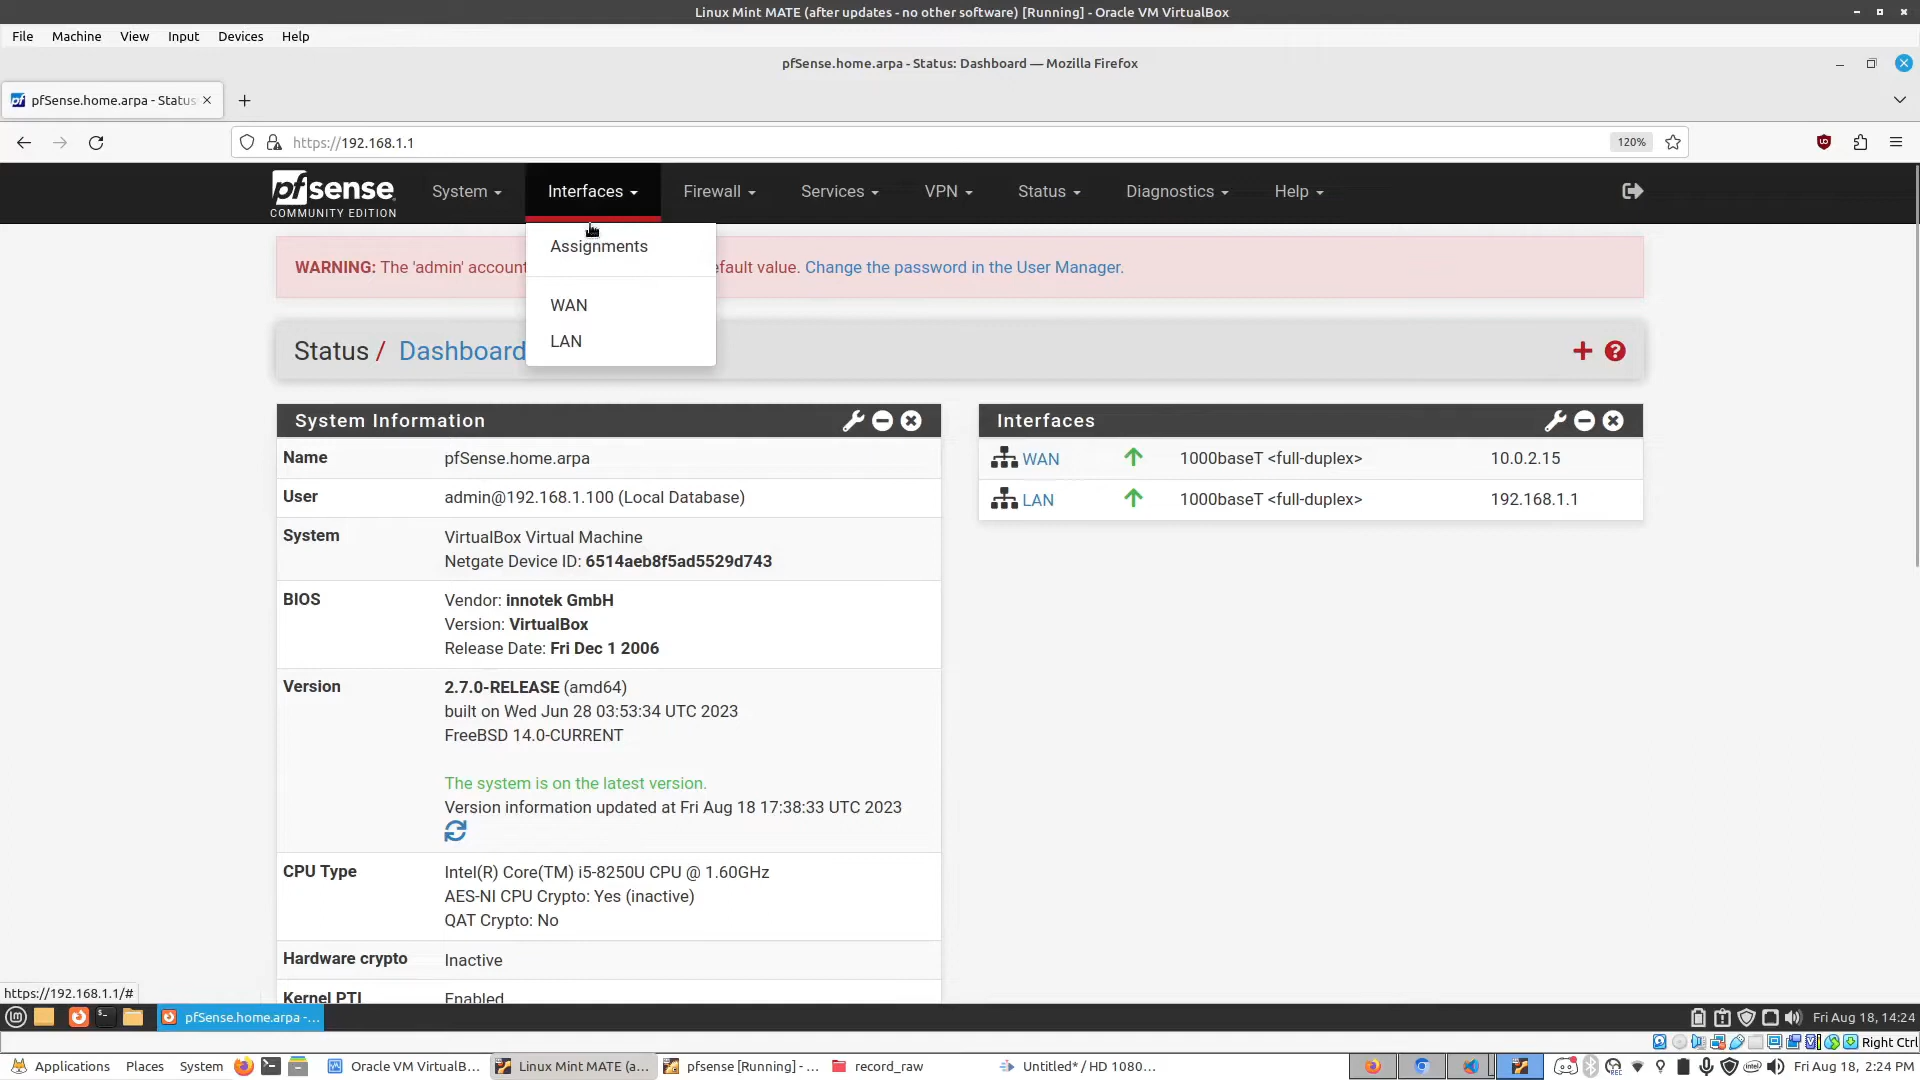 Linux Mint MATE (after updates - no other software) [Running] - Oracle VM VirtualBox
File Machine View Input Devices Help
pfSense.home.arpa - Status: Dashboard — Mozilla Firefox
pfSense.home.arpa - Status
https://192.168.1.1
120%
pfsense
COMMUNITY EDITION
System
Interfaces
Firewall
Services
VPN
Status
Diagnostics
Help
Assignments
WAN
LAN
WARNING: The 'admin' account
efault value. Change the password in the User Manager.
Status / Dashboard
System Information
Name pfSense.home.arpa
User admin@192.168.1.100 (Local Database)
System VirtualBox Virtual Machine
Netgate Device ID: 6514aeb8f5ad5529d743
BIOS Vendor: innotek GmbH
Version: VirtualBox
Release Date: Fri Dec 1 2006
Version 2.7.0-RELEASE (amd64)
built on Wed Jun 28 03:53:34 UTC 2023
FreeBSD 14.0-CURRENT
The system is on the latest version.
Version information updated at Fri Aug 18 17:38:33 UTC 2023
CPU Type Intel(R) Core(TM) i5-8250U CPU @ 1.60GHz
AES-NI CPU Crypto: Yes (inactive)
QAT Crypto: No
Hardware crypto Inactive
Kernel PTI Enabled
Interfaces
WAN 1000baseT <full-duplex> 10.0.2.15
LAN 1000baseT <full-duplex> 192.168.1.1
https://192.168.1.1/#
pfSense.home.arpa -...
Fri Aug 18, 14:24
Right Ctrl
Applications Places System
Oracle VM VirtualB...
Linux Mint MATE (a...
pfsense [Running] - ...
record_raw
Untitled* / HD 1080...
Fri Aug 18, 2:24 PM